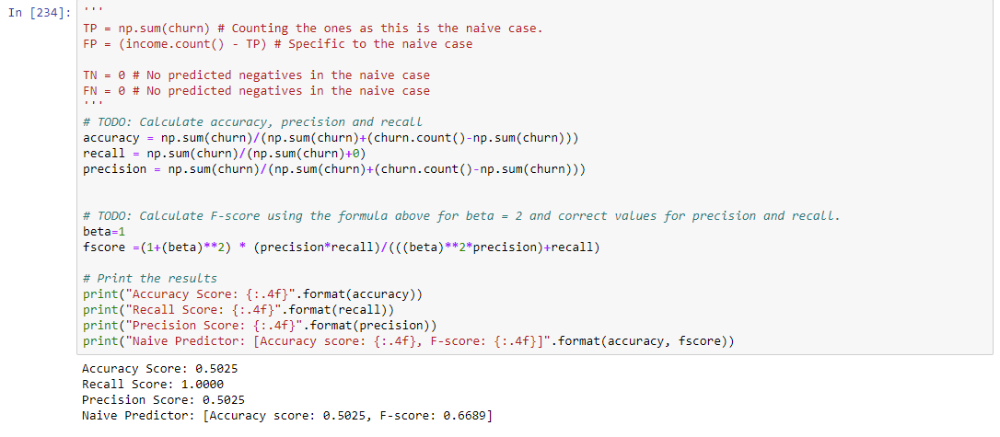 In [234]: '''
TP = np.sum(churn) # Counting the ones as this is the naive case.
FP = (income.count() - TP) # Specific to the naive case
TN = 0 # No predicted negatives in the naive case
FN = 0 # No predicted negatives in the naive case
'''
# TODO: Calculate accuracy, precision and recall
accuracy = np.sum(churn)/(np.sum(churn)+(churn.count()-np.sum(churn)))
recall = np.sum(churn)/(np.sum(churn)+0)
precision = np.sum(churn)/(np.sum(churn)+(churn.count()-np.sum(churn)))
# TODO: Calculate F-score using the formula above for beta = 2 and correct values for precision and recall.
beta=1
fscore =(1+(beta)**2) * (precision*recall)/(((beta)**2*precision)+recall)
# Print the results
print("Accuracy Score: {:.4f}".format(accuracy))
print("Recall Score: {:.4f}".format(recall))
print("Precision Score: {:.4f}".format(precision))
print("Naive Predictor: [Accuracy score: {:.4f}, F-score: {:.4f}]".format(accuracy, fscore))
Accuracy Score: 0.5025
Recall Score: 1.0000
Precision Score: 0.5025
Naive Predictor: [Accuracy score: 0.5025, F-score: 0.6689]